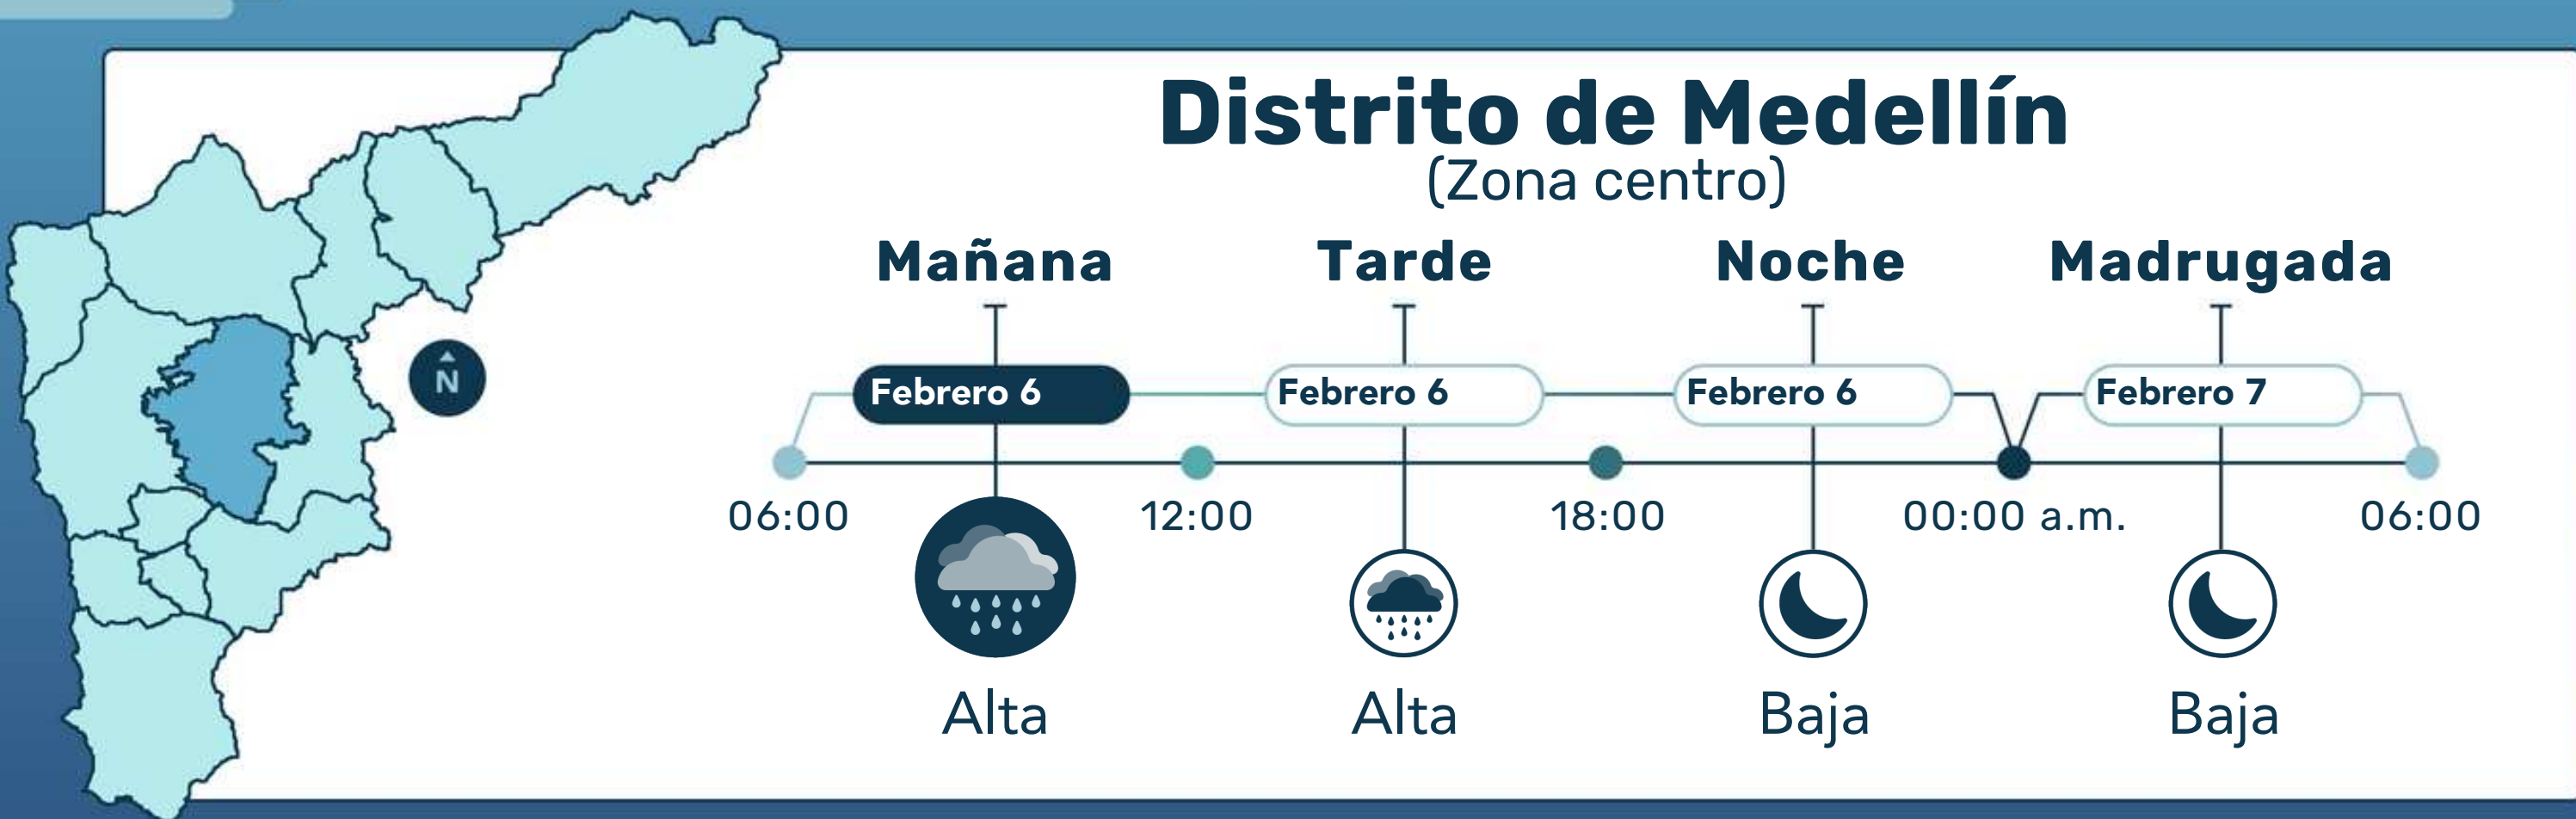 Distrito de Medellín
(Zona centro)
Mañana Tarde Noche Madrugada
Febrero 6 Febrero 6 Febrero 6 Febrero 7
N
06:00 12:00 18:00 00:00 a.m. 06:00
Alta Alta Baja Baja